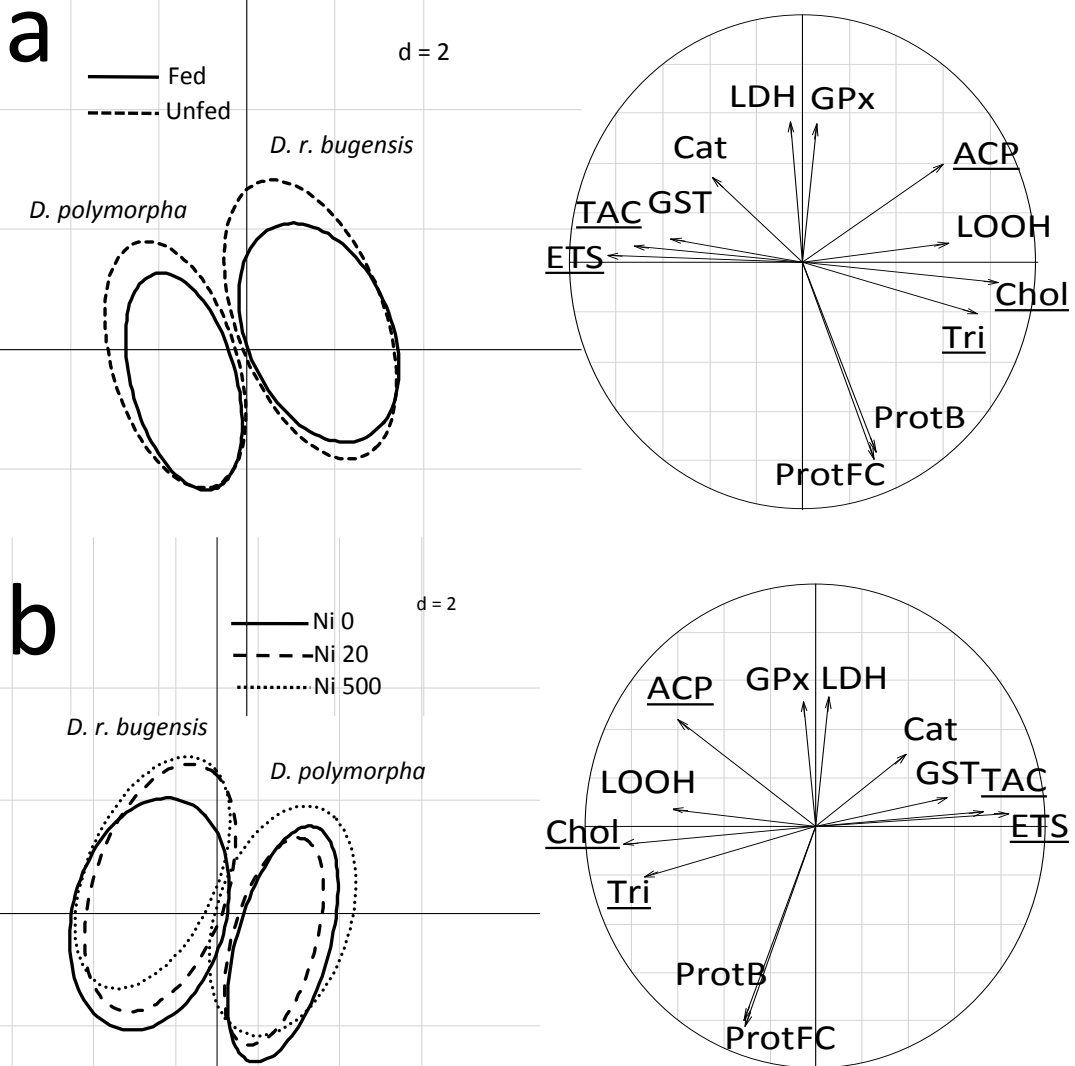 a
d = 2
Fed
Unfed
D. r. bugensis
D. polymorpha
LDH GPx
Cat
ACP
TAC GST
LOOH
ETS
Chol
Tri
ProtB
ProtFC
b
d = 2
Ni 0
Ni 20
Ni 500
D. r. bugensis
D. polymorpha
ACP
GPx LDH
Cat
LOOH
GST TAC
Chol
ETS
Tri
ProtB
ProtFC